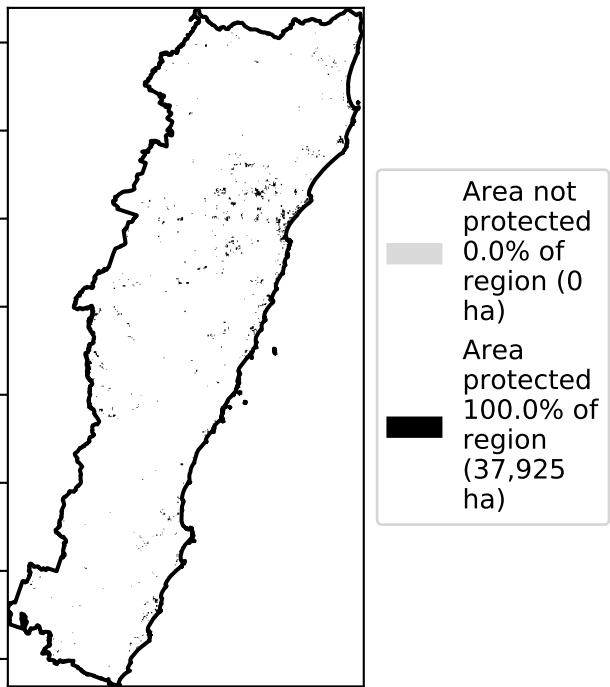 Area not
protected
0.0% of
region (0
ha)
Area
protected
100.0% of
region
(37,925
ha)